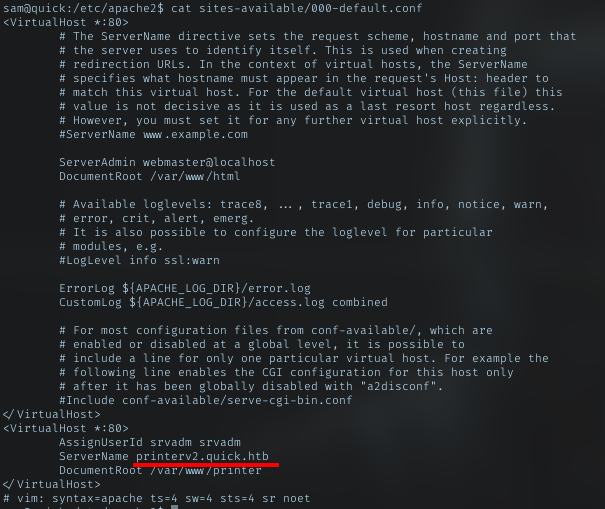 sam@quick:/etc/apache2$ cat sites-available/000-default.conf
<VirtualHost *:80>
# The ServerName directive sets the request scheme, hostname and port that
# the server uses to identify itself. This is used when creating
# redirection URLs. In the context of virtual hosts, the ServerName
# specifies what hostname must appear in the request's Host: header to
# match this virtual host. For the default virtual host (this file) this
# value is not decisive as it is used as a last resort host regardless.
# However, you must set it for any further virtual host explicitly.
#ServerName www.example.com
ServerAdmin webmaster@localhost
DocumentRoot /var/www/html
# Available loglevels: trace8, ..., trace1, debug, info, notice, warn,
# error, crit, alert, emerg.
# It is also possible to configure the loglevel for particular
# modules, e.g.
#LogLevel info ssl:warn
ErrorLog ${APACHE_LOG_DIR}/error.log
CustomLog ${APACHE_LOG_DIR}/access.log combined
# For most configuration files from conf-available/, which are
# enabled or disabled at a global level, it is possible to
# include a line for only one particular virtual host. For example the
# following line enables the CGI configuration for this host only
# after it has been globally disabled with "a2disconf".
#Include conf-available/serve-cgi-bin.conf
</VirtualHost>
<VirtualHost *:80>
AssignUserId srvadm srvadm
ServerName printerv2.quick.htb
DocumentRoot /var/www/printer
</VirtualHost>
# vim: syntax=apache ts=4 sw=4 sts=4 sr noet